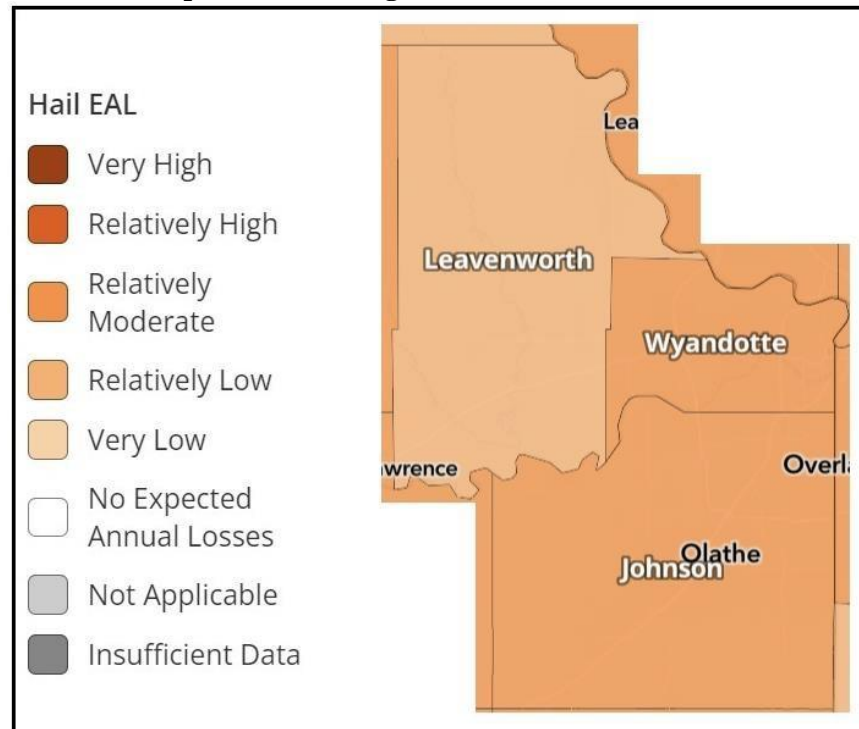 Hail EAL
Very High
Relatively High
Relatively
Moderate
Relatively Low
Very Low
No Expected
Annual Losses
Not Applicable
Insufficient Data
Lea
Leavenworth
Wyandotte
wrence
Overl
Olathe
Johnson